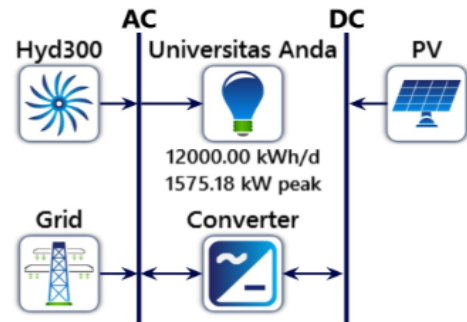 AC DC
Hyd300 Universitas Anda PV
12000.00 kWh/d
1575.18 kW peak
Grid Converter